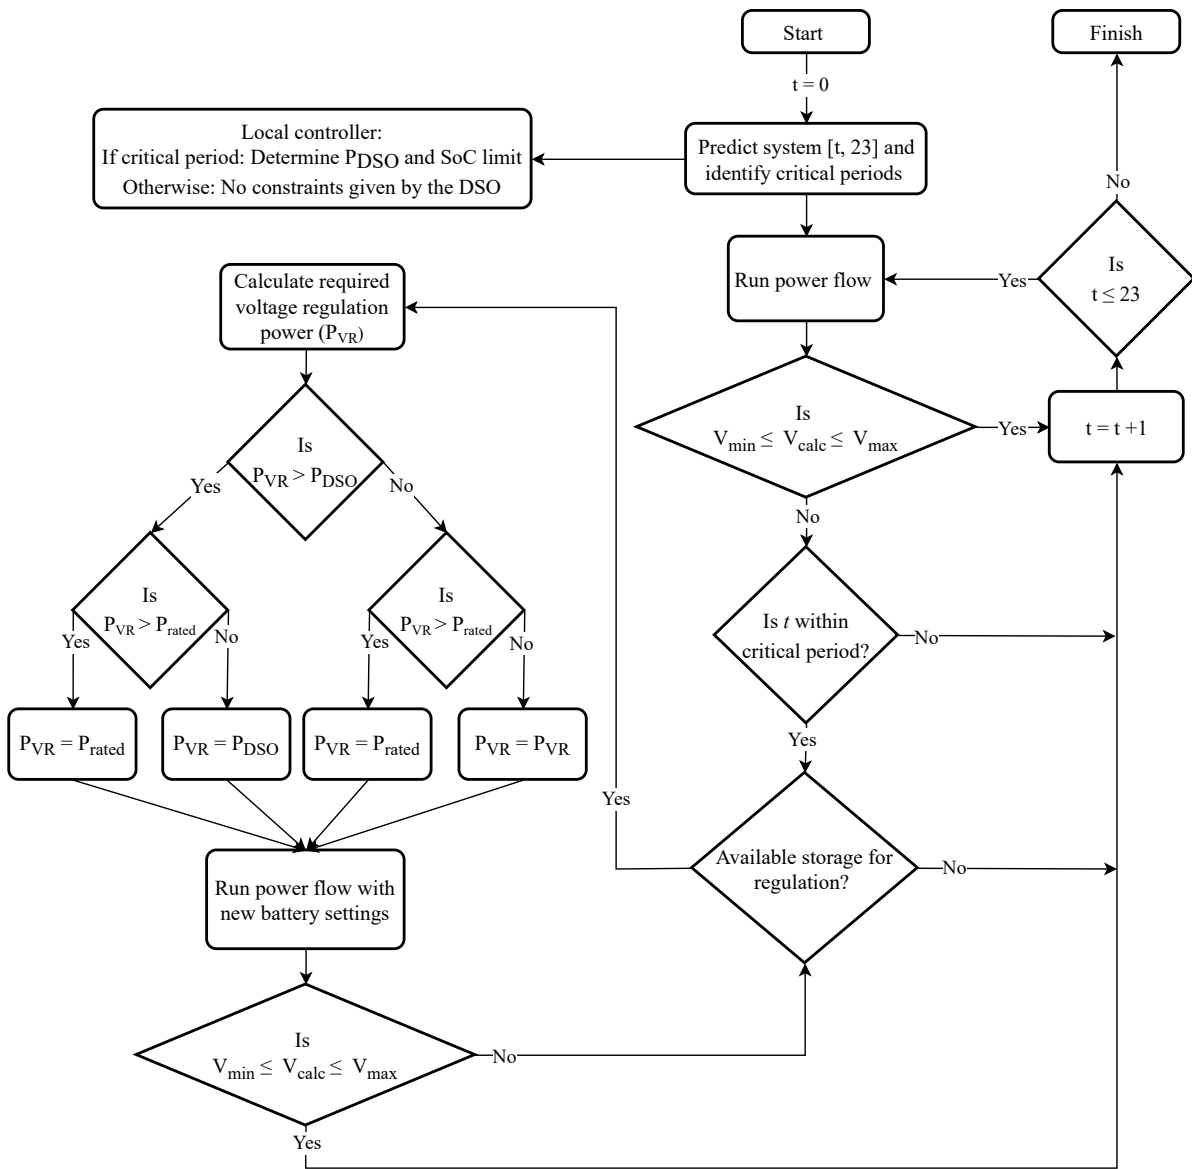 Start
Finish
t = 0
Local controller:
If critical period: Determine P_DSO and SoC limit
Otherwise: No constraints given by the DSO
Predict system [t, 23] and
identify critical periods
No
Is
t ≤ 23
Yes
Run power flow
Calculate required
voltage regulation
power (P_VR)
Is
V_min ≤ V_calc ≤ V_max
Yes
t = t +1
No
Is
P_VR > P_DSO
Yes
No
Is
P_VR > P_rated
Yes
No
Is
P_VR > P_rated
Yes
No
Is t within
critical period?
No
Yes
P_VR = P_rated
P_VR = P_DSO
P_VR = P_rated
P_VR = P_VR
Yes
Available storage for
regulation?
No
Run power flow with
new battery settings
Is
V_min ≤ V_calc ≤ V_max
No
Yes